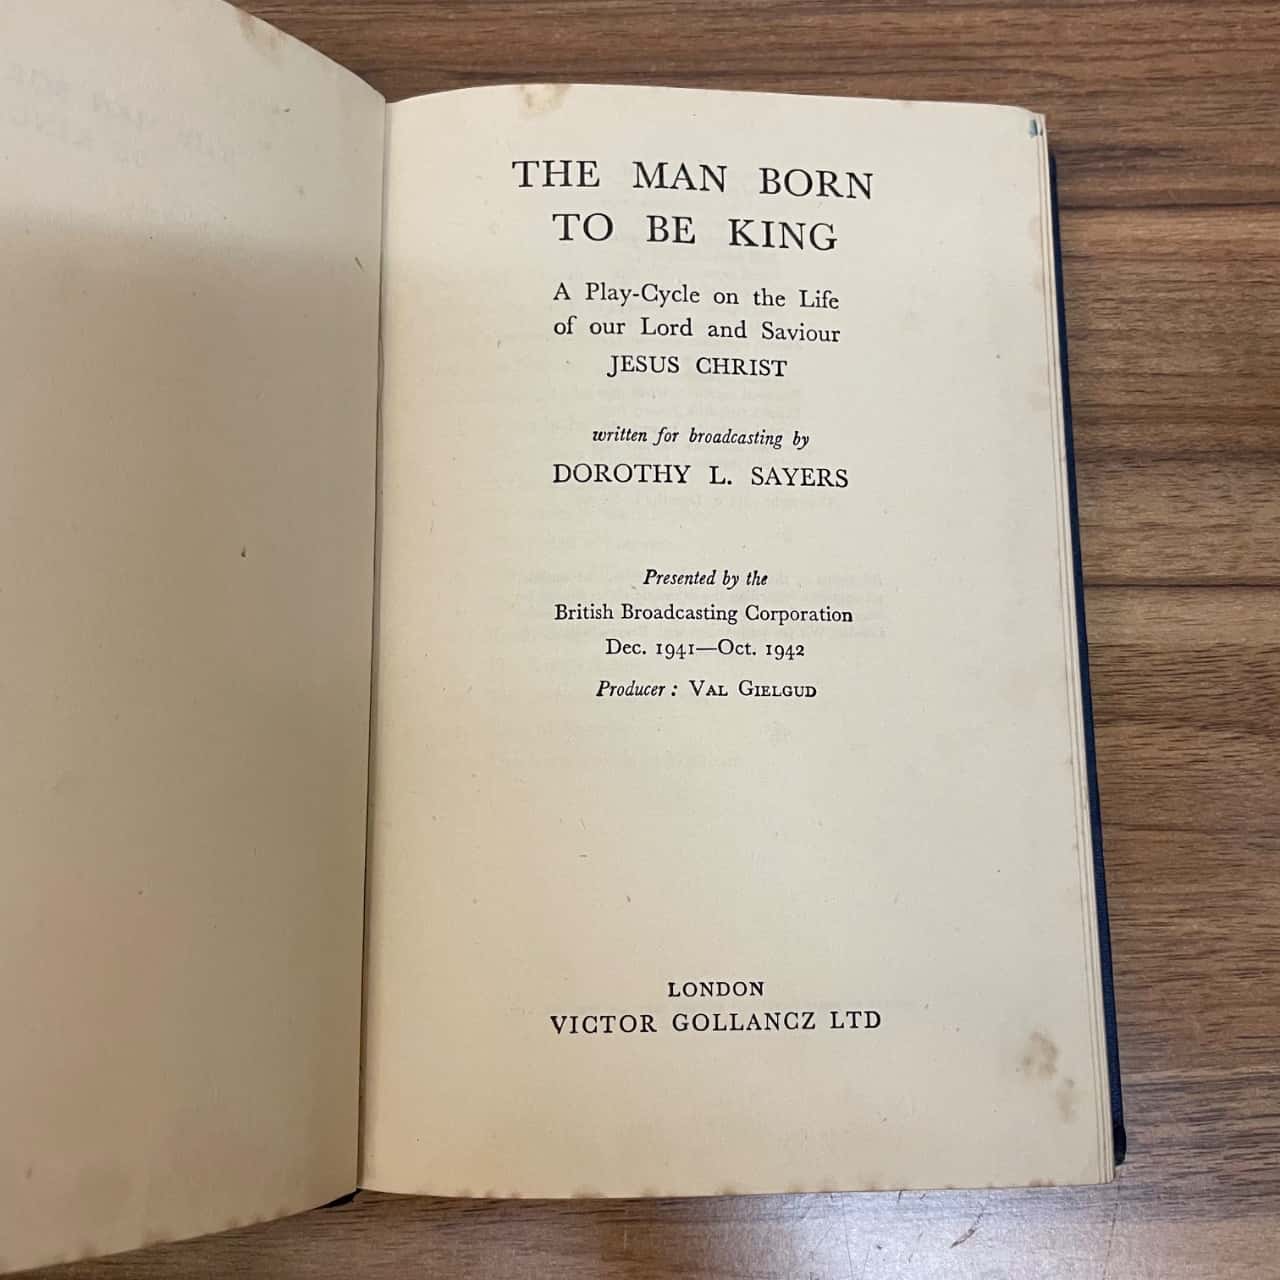 THE MAN BORN
TO BE KING
A Play-Cycle on the Life
of our Lord and Saviour
JESUS CHRIST
written for broadcasting by
DOROTHY L. SAYERS
Presented by the
British Broadcasting Corporation
Dec. 1941—Oct. 1942
Producer: VAL GIELGUD
LONDON
VICTOR GOLLANCZ LTD